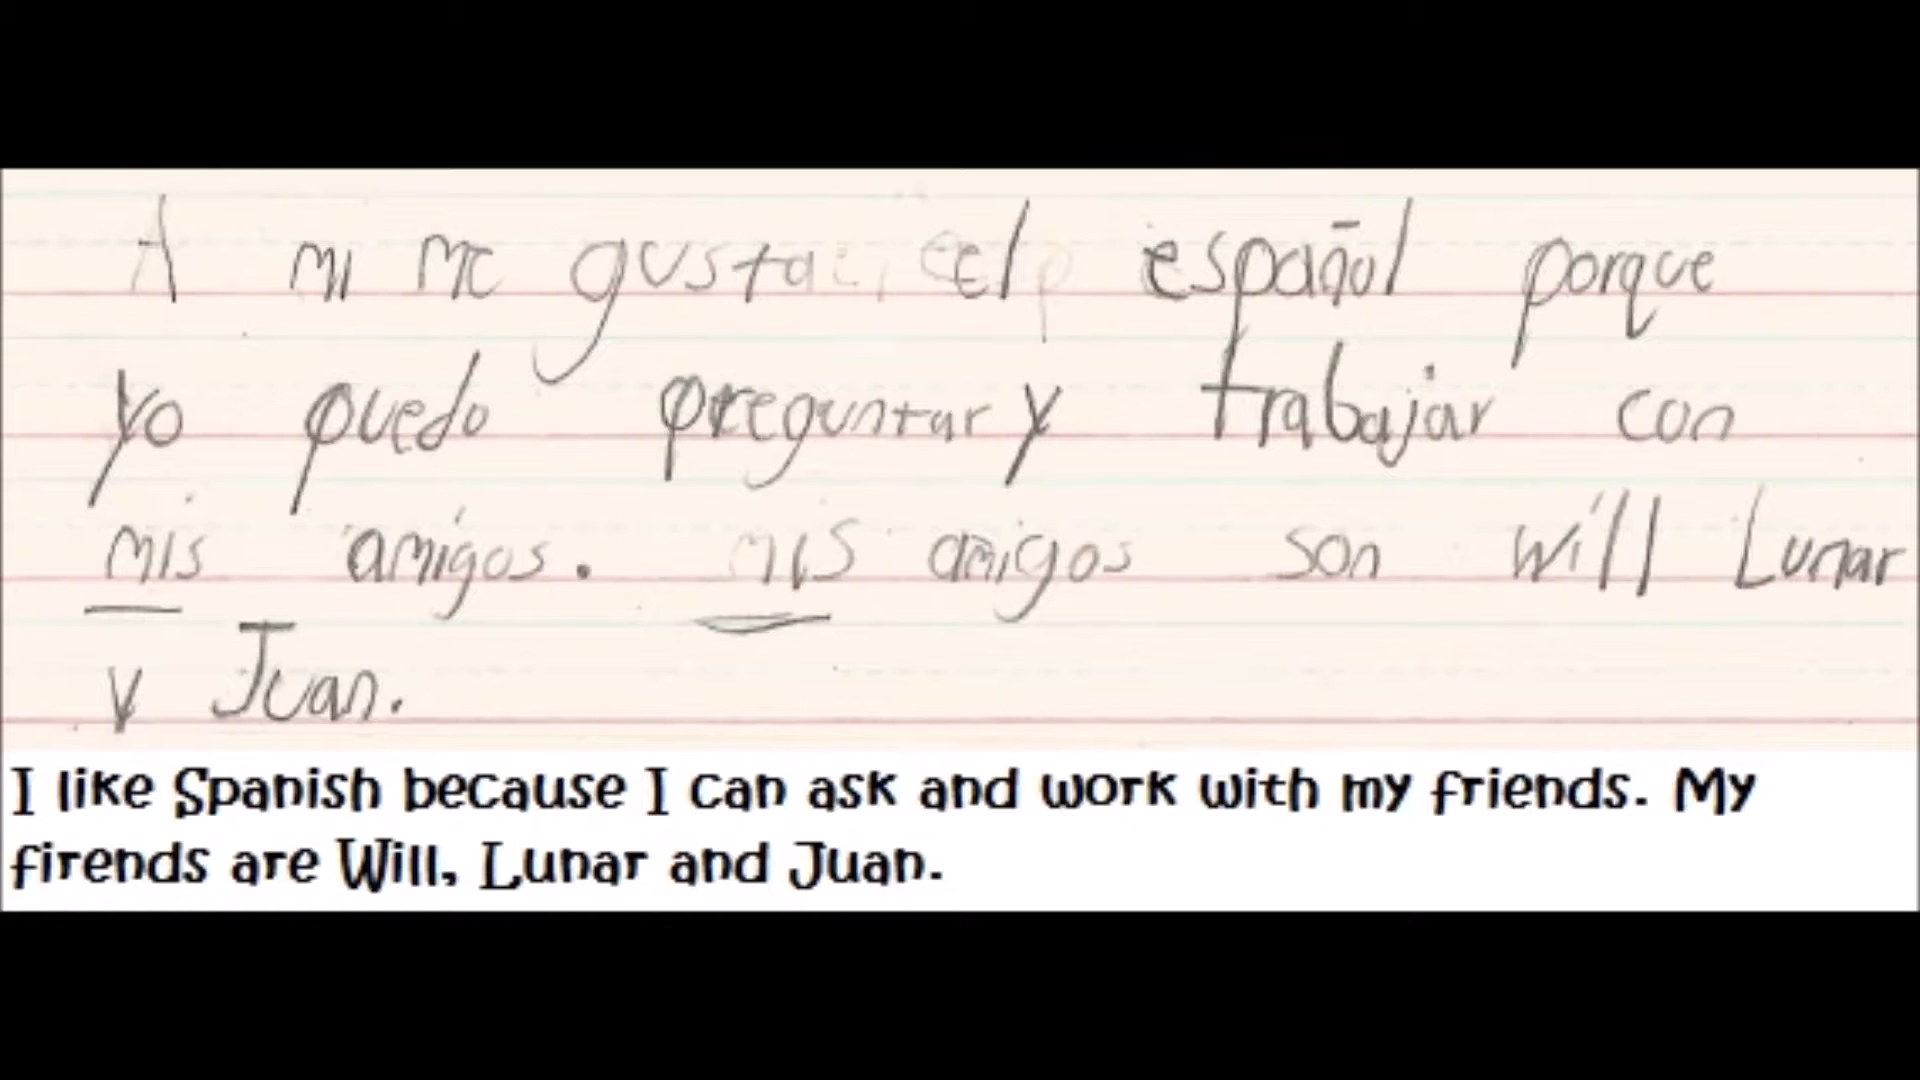 A mi me gusta el español porque
yo puedo preguntar y trabajar con
mis amigos. mis amigos son Will Lunar
y Juan.
I like Spanish because I can ask and work with my friends. My
firends are Will, Lunar and Juan.